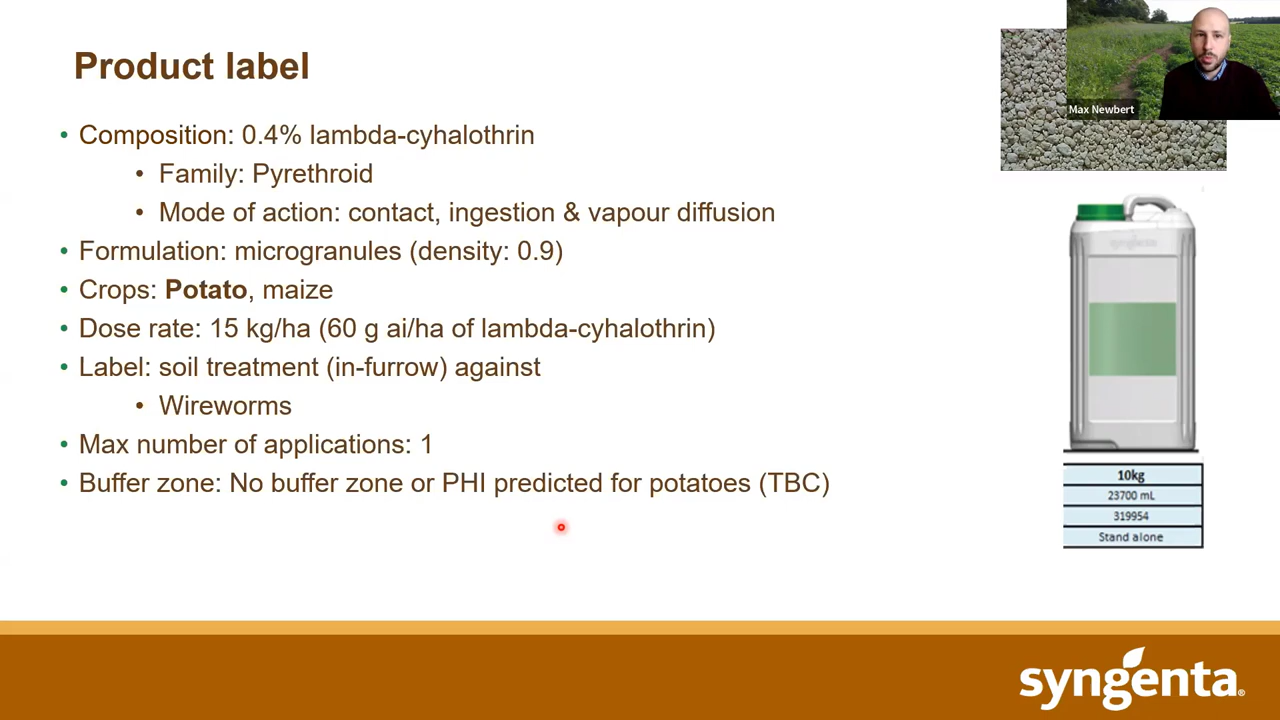 Product label
Max Newbert
• Composition: 0.4% lambda-cyhalothrin
• Family: Pyrethroid
• Mode of action: contact, ingestion & vapour diffusion
• Formulation: microgranules (density: 0.9)
• Crops: Potato, maize
• Dose rate: 15 kg/ha (60 g ai/ha of lambda-cyhalothrin)
• Label: soil treatment (in-furrow) against
• Wireworms
• Max number of applications: 1
• Buffer zone: No buffer zone or PHI predicted for potatoes (TBC)
syngenta
10kg
23700 mL
319954
Stand alone
syngenta®